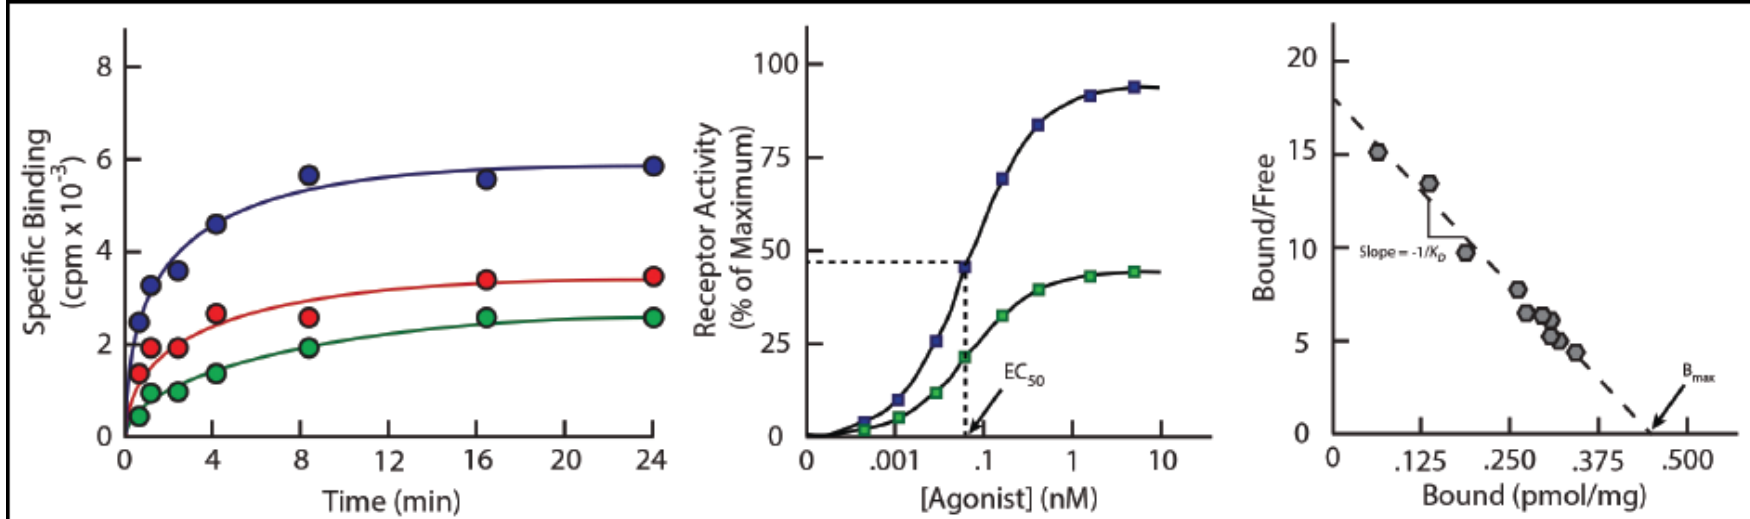 Specific Binding
(cpm x 10-3)
8
6
4
2
0
0 4 8 12 16 20 24
Time (min)
Receptor Activity
(% of Maximum)
100
75
50
25
0
EC50
0 .001 .1 1 10
[Agonist] (nM)
Bound/Free
20
15
10
5
0
Slope = -1/KD
Bmax
0 .125 .250 .375 .500
Bound (pmol/mg)